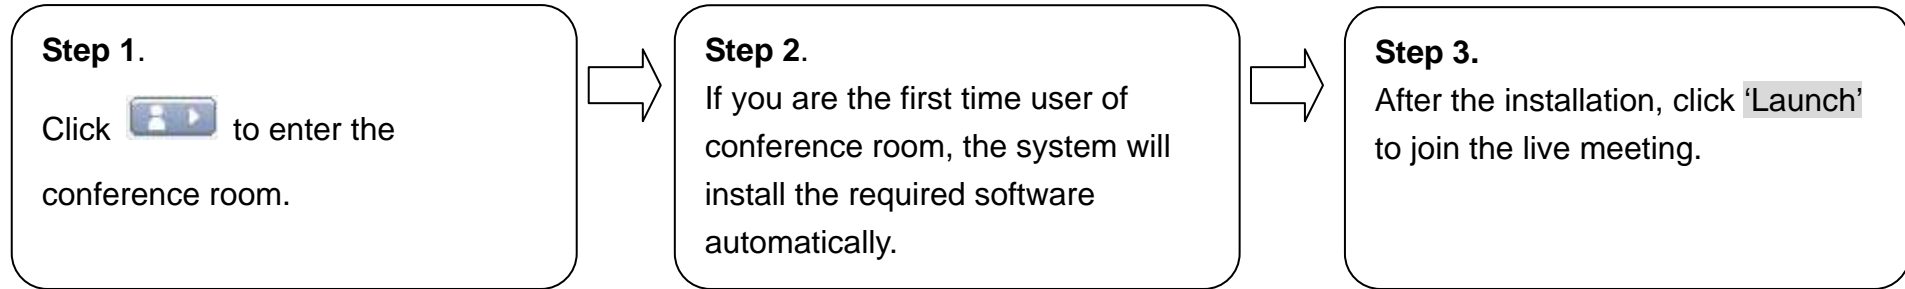 Step 1.
Click to enter the
conference room.
Step 2.
If you are the first time user of
conference room, the system will
install the required software
automatically.
Step 3.
After the installation, click ‘Launch’
to join the live meeting.